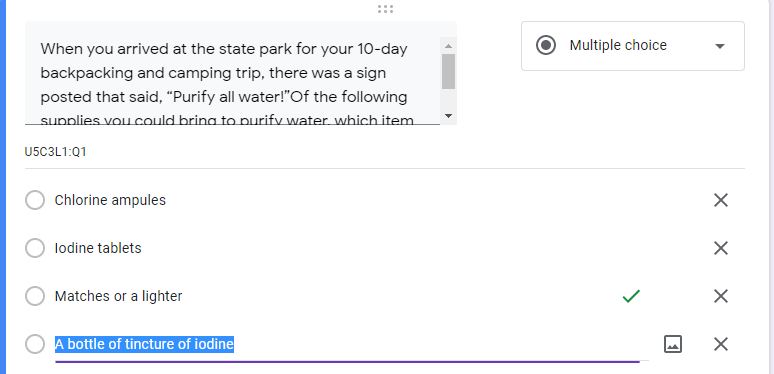 When you arrived at the state park for your 10-day
backpacking and camping trip, there was a sign
posted that said, “Purify all water!”Of the following
supplies you could bring to purify water, which item
Multiple choice
U5C3L1:Q1
Chlorine ampules
Iodine tablets
Matches or a lighter
A bottle of tincture of iodine